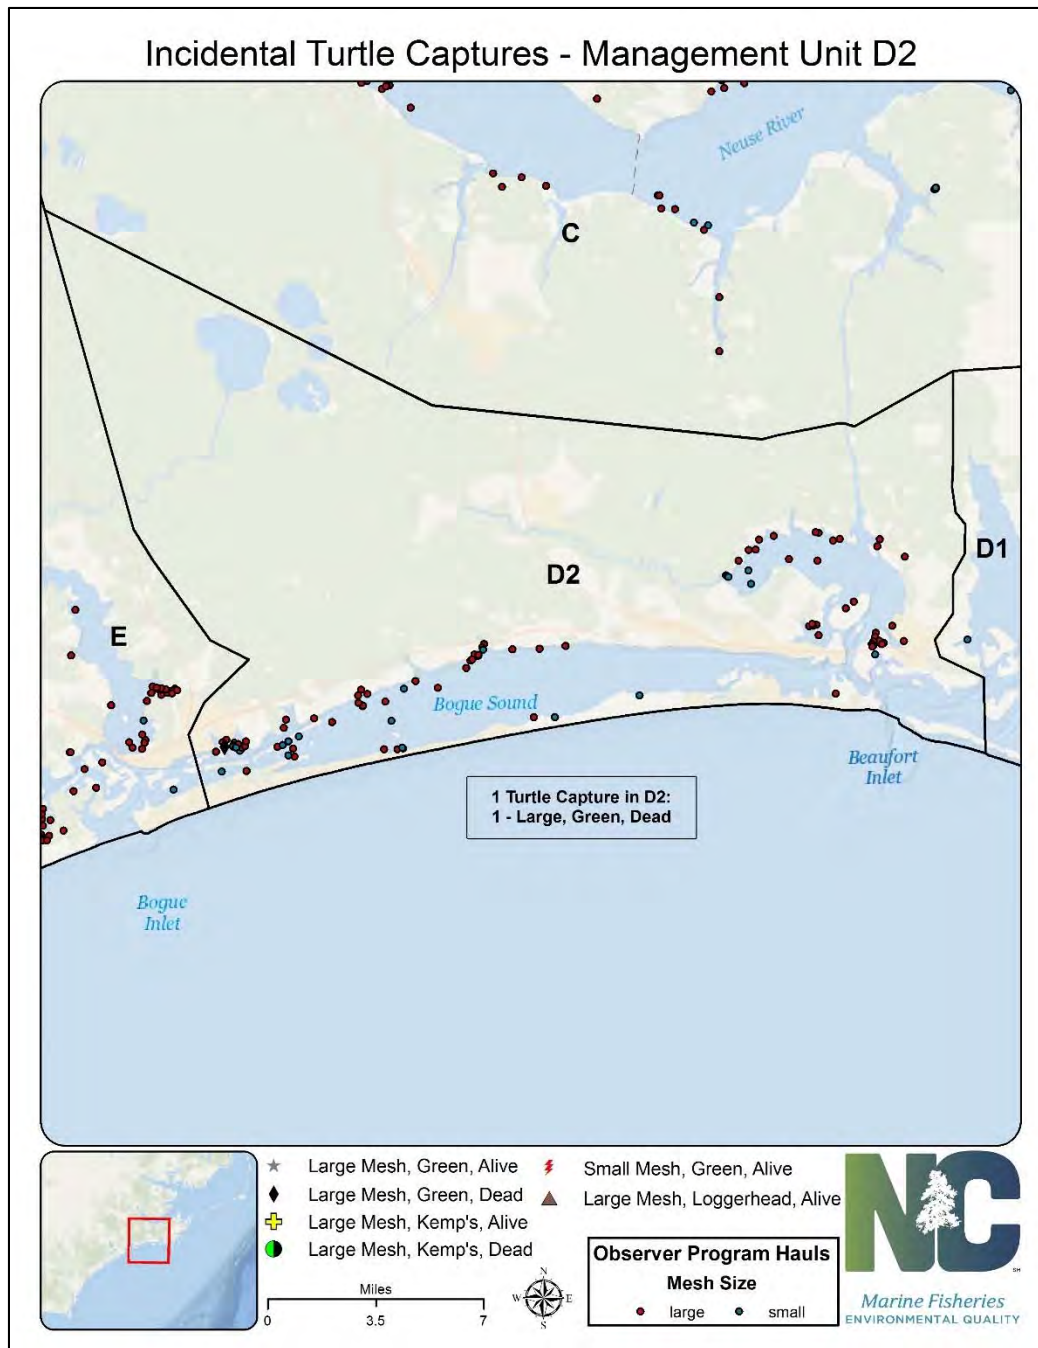 Incidental Turtle Captures - Management Unit D2
Neuse River
C
D1
D2
E
Bogue Sound
Beaufort
Inlet
1 Turtle Capture in D2:
1 - Large, Green, Dead
Bogue
Inlet
Large Mesh, Green, Alive
Large Mesh, Green, Dead
Large Mesh, Kemp's, Alive
Large Mesh, Kemp's, Dead
Small Mesh, Green, Alive
Large Mesh, Loggerhead, Alive
Miles
0 3.5 7
N
W E
S
Observer Program Hauls
Mesh Size
large small
NC
SM
Marine Fisheries
ENVIRONMENTAL QUALITY